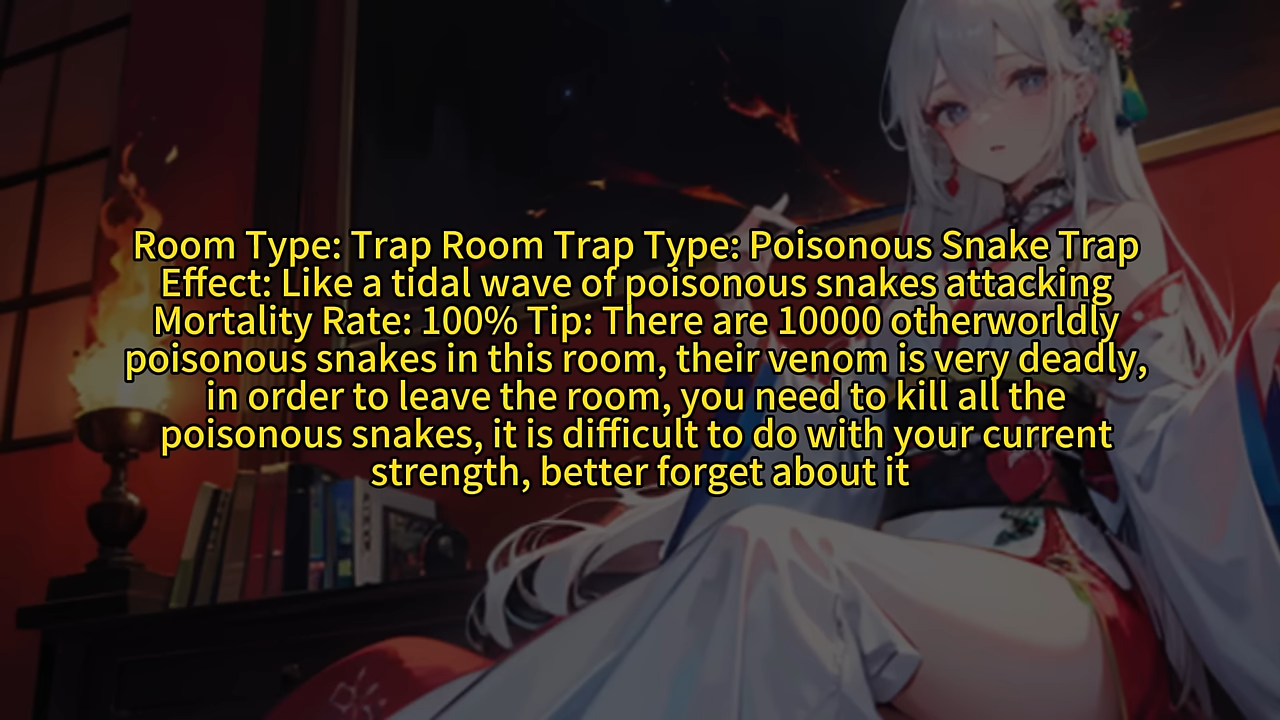 Room Type: Trap Room Trap Type: Poisonous Snake Trap
Effect: Like a tidal wave of poisonous snakes attacking
Mortality Rate: 100% Tip: There are 10000 otherworldly
poisonous snakes in this room, their venom is very deadly,
in order to leave the room, you need to kill all the
poisonous snakes, it is difficult to do with your current
strength, better forget about it